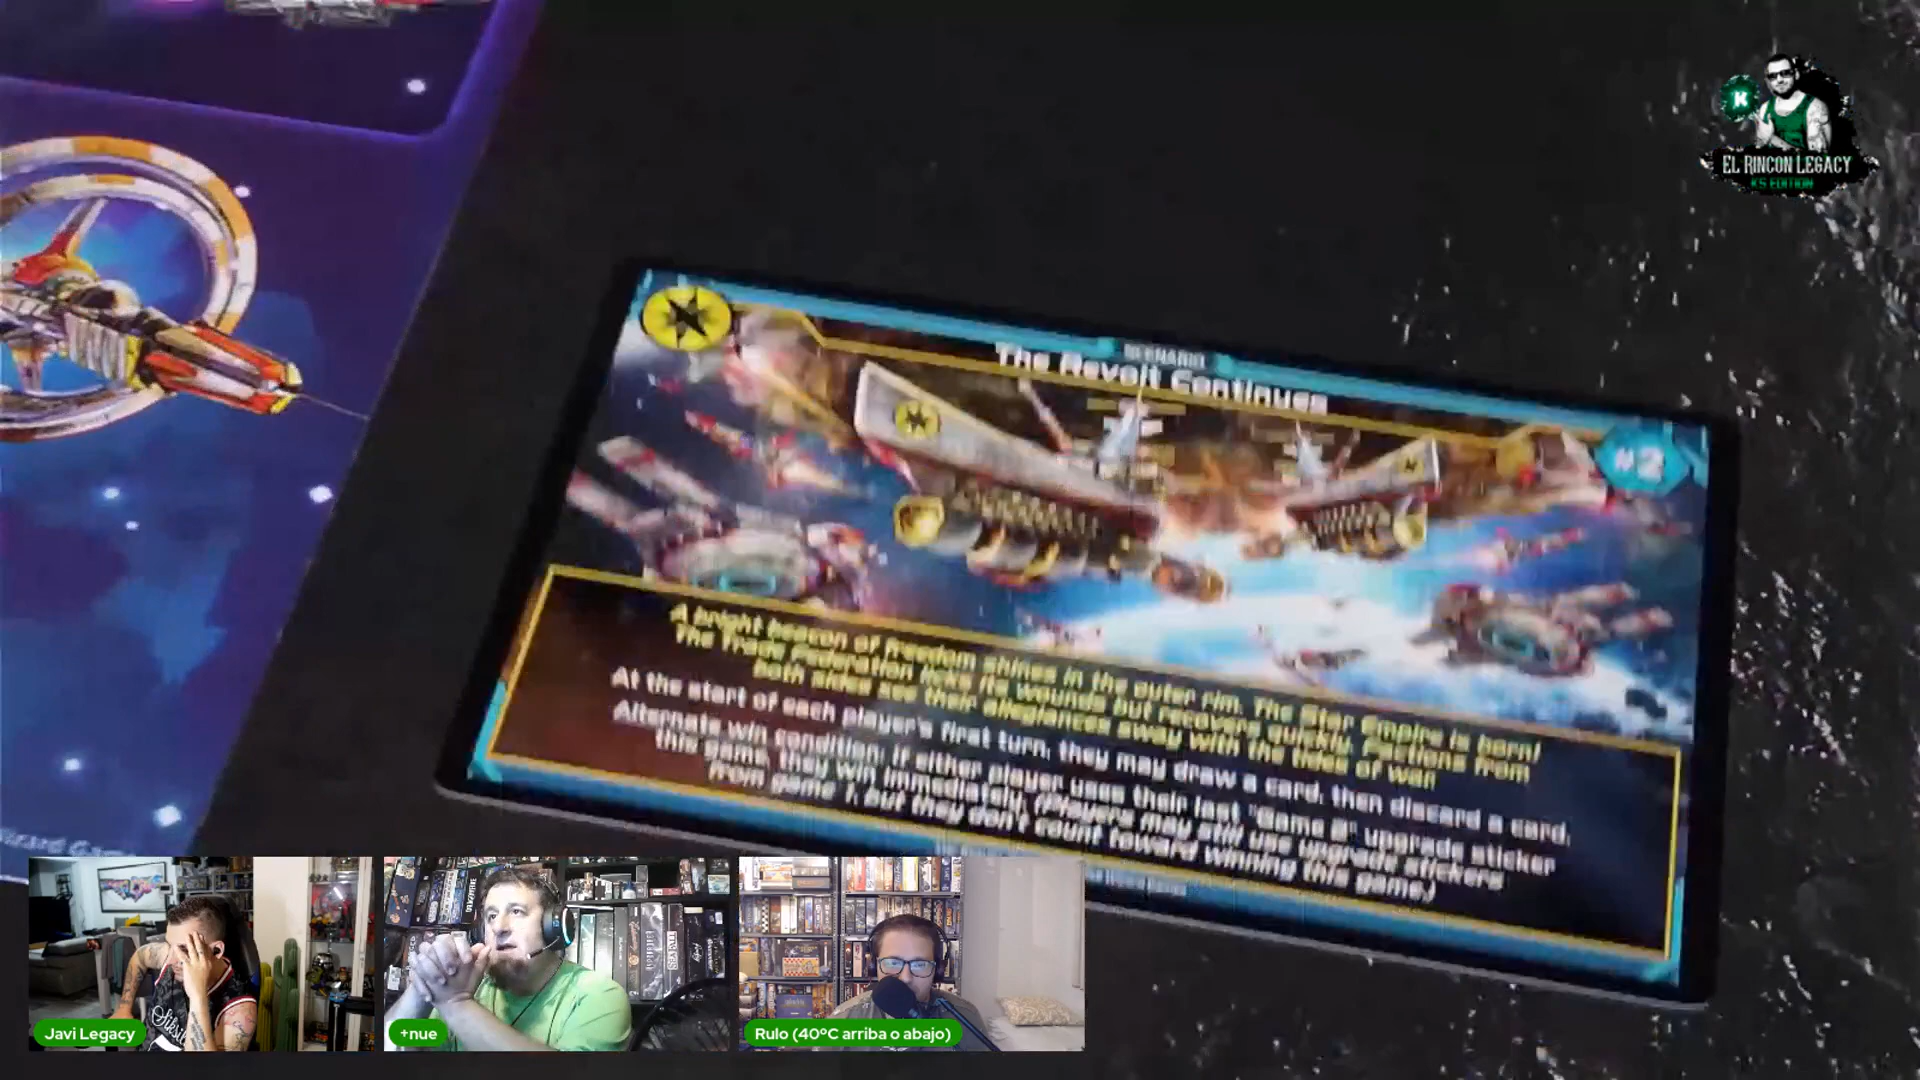 EL RINCON LEGACY
KS EDITION
SCENARIO
The Revolt Continues
#2
A bright beacon of freedom shines in the outer rim. The Star Empire is born!
The Trade Federation licks its wounds but recovers quickly. Factions from
both sides see their allegiances sway with the tides of war!
At the start of each player's first turn, they may draw a card, then discard a card.
Alternate win condition: If either player uses their last "Game 2" upgrade sticker
this game, they win immediately. (Players may still use upgrade stickers
from game 1, but they don't count toward winning this game.)
Javi Legacy
+nue
Rulo (40ºC arriba o abajo)